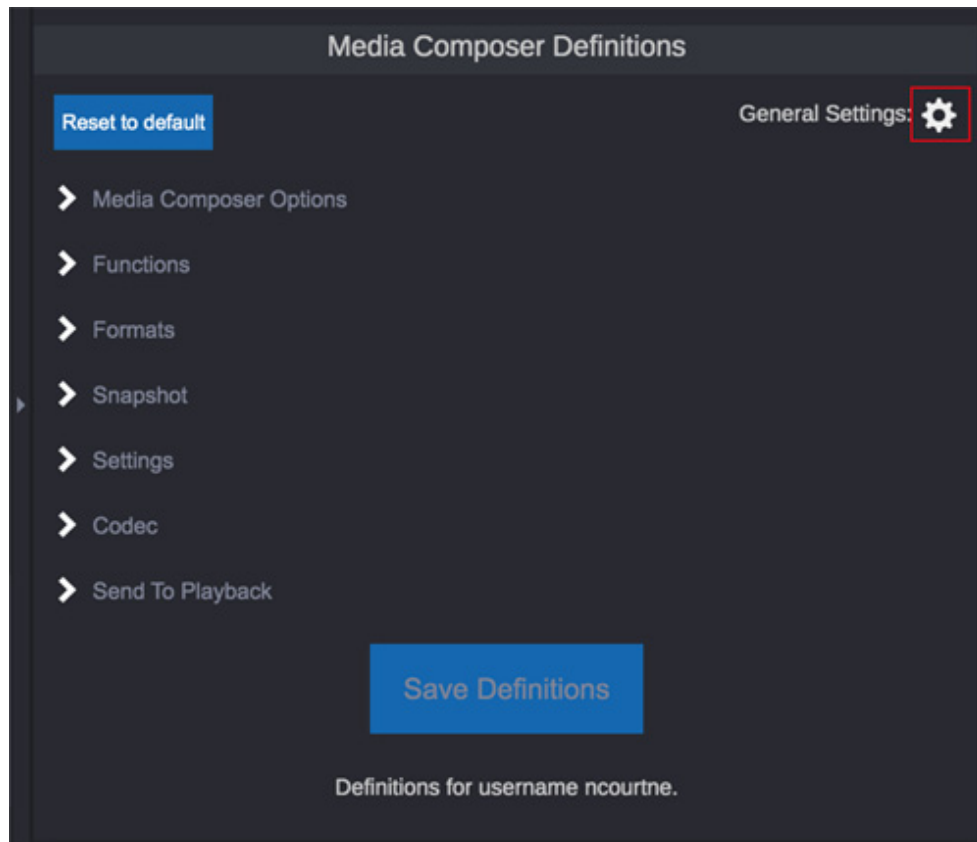 Media Composer Definitions
Reset to default
General Settings:
Media Composer Options
Functions
Formats
Snapshot
Settings
Codec
Send To Playback
Save Definitions
Definitions for username ncourtne.